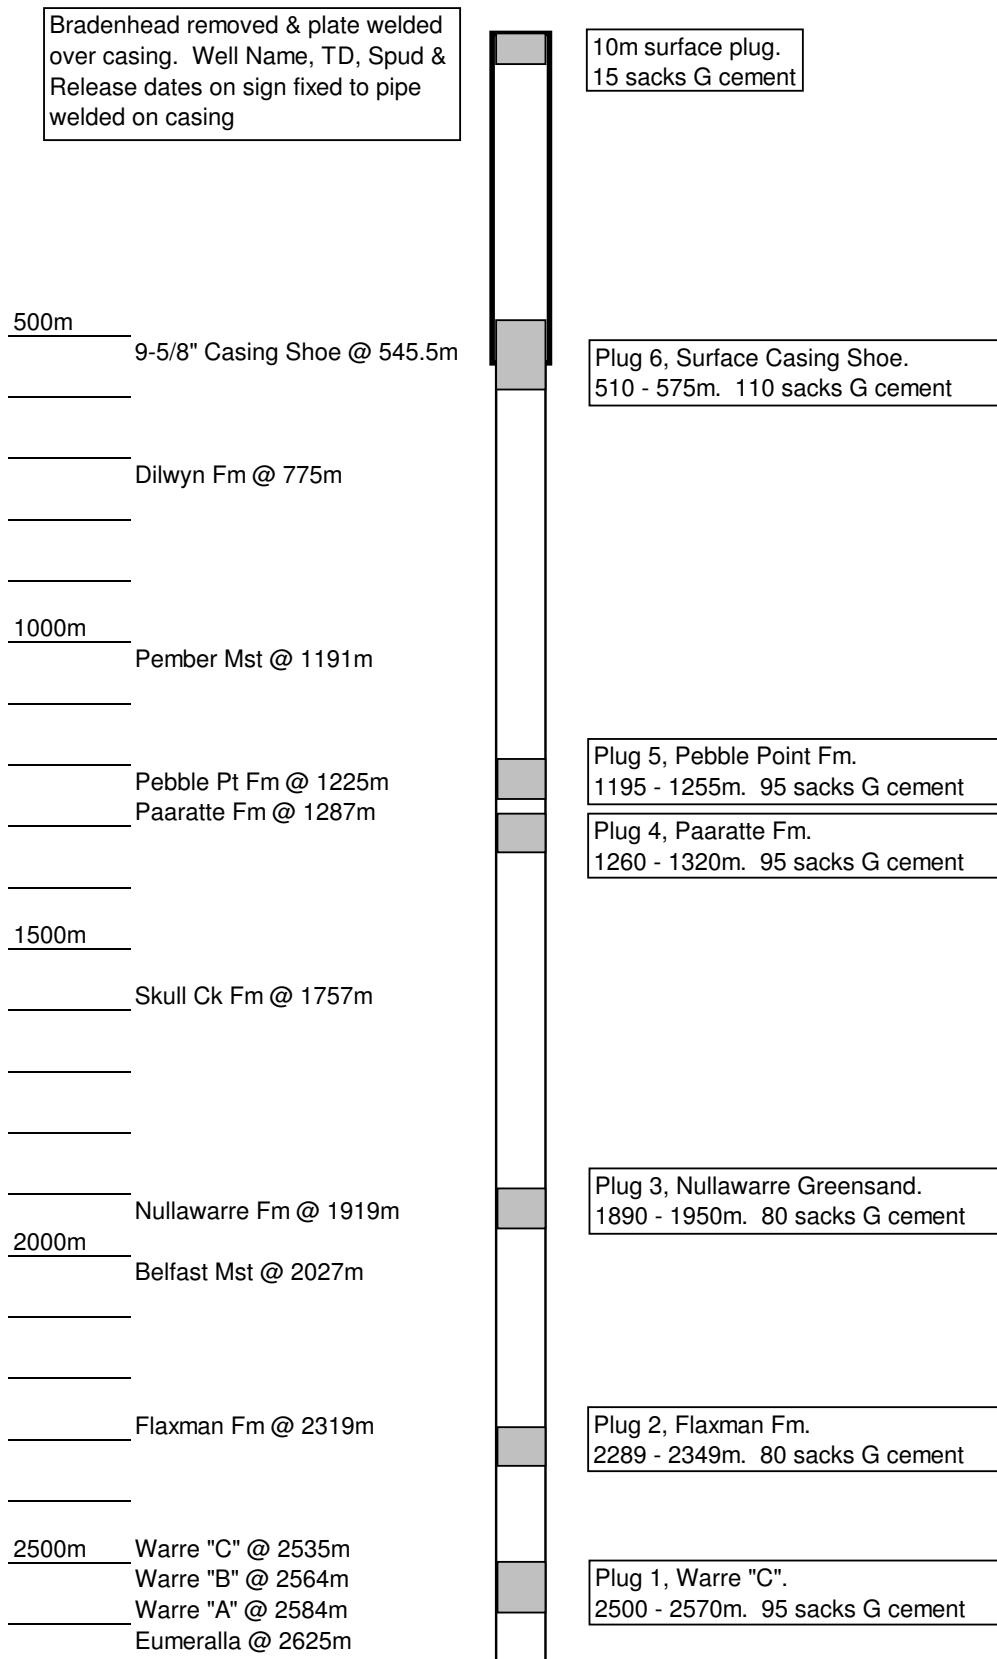 Bradenhead removed & plate welded
over casing.  Well Name, TD, Spud &
Release dates on sign fixed to pipe
welded on casing
10m surface plug.
15 sacks G cement
500m
9-5/8" Casing Shoe @ 545.5m
Plug 6, Surface Casing Shoe.
510 - 575m.  110 sacks G cement
Dilwyn Fm @ 775m
1000m
Pember Mst @ 1191m
Pebble Pt Fm @ 1225m
Paaratte Fm @ 1287m
Plug 5, Pebble Point Fm.
1195 - 1255m.  95 sacks G cement
Plug 4, Paaratte Fm.
1260 - 1320m.  95 sacks G cement
1500m
Skull Ck Fm @ 1757m
Nullawarre Fm @ 1919m
Plug 3, Nullawarre Greensand.
1890 - 1950m.  80 sacks G cement
2000m
Belfast Mst @ 2027m
Flaxman Fm @ 2319m
Plug 2, Flaxman Fm.
2289 - 2349m.  80 sacks G cement
2500m
Warre "C" @ 2535m
Warre "B" @ 2564m
Warre "A" @ 2584m
Eumeralla @ 2625m
Plug 1, Warre "C".
2500 - 2570m.  95 sacks G cement